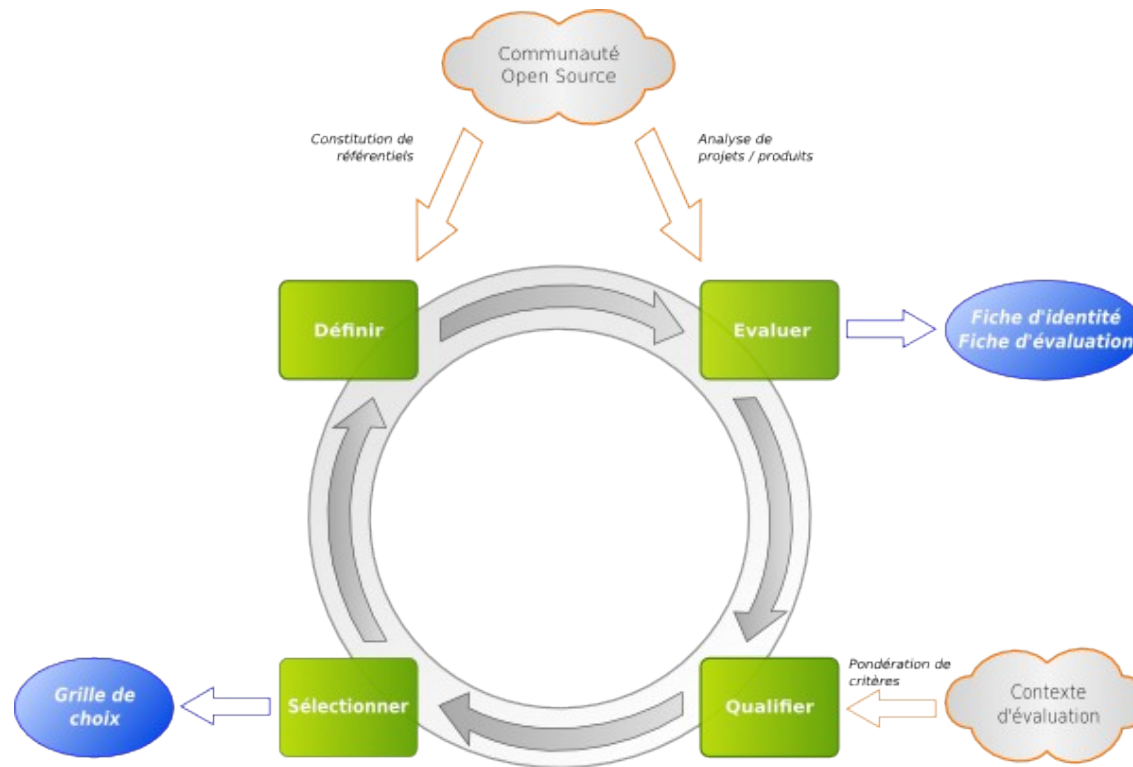 Communauté
Open Source
Constitution de
référentiels
Analyse de
projets / produits
Définir
Evaluer
Fiche d'identité
Fiche d'évaluation
Sélectionner
Qualifier
Grille de
choix
Pondération de
critères
Contexte
d'évaluation